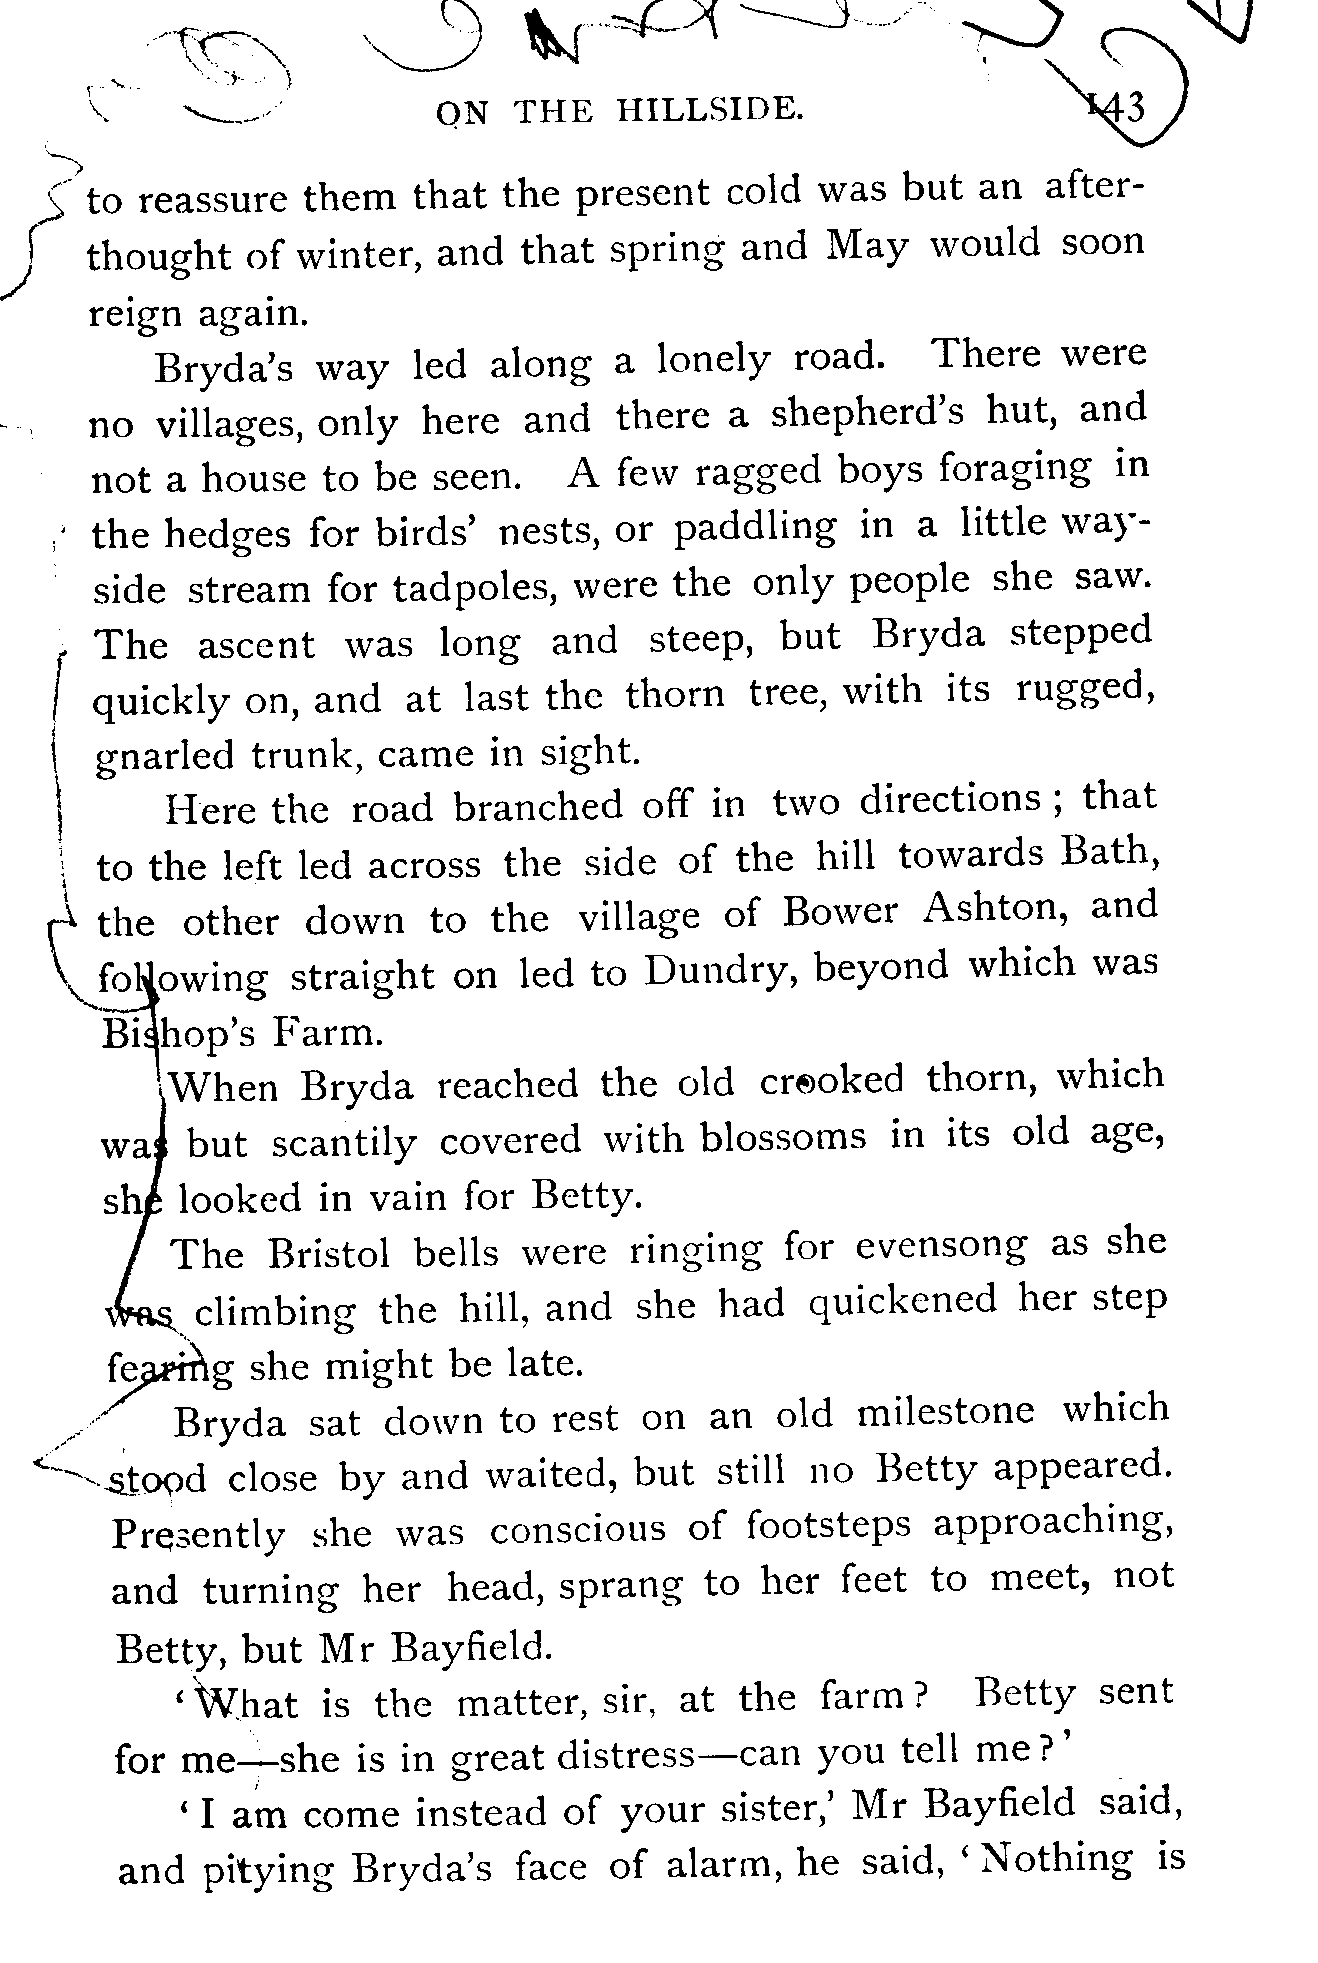 ON THE HILLSIDE. 143
to reassure them that the present cold was but an after-
thought of winter, and that spring and May would soon
reign again.
Bryda's way led along a lonely road. There were
no villages, only here and there a shepherd's hut, and
not a house to be seen. A few ragged boys foraging in
the hedges for birds' nests, or paddling in a little way-
side stream for tadpoles, were the only people she saw.
The ascent was long and steep, but Bryda stepped
quickly on, and at last the thorn tree, with its rugged,
gnarled trunk, came in sight.
Here the road branched off in two directions ; that
to the left led across the side of the hill towards Bath,
the other down to the village of Bower Ashton, and
following straight on led to Dundry, beyond which was
Bishop's Farm.
When Bryda reached the old crooked thorn, which
was but scantily covered with blossoms in its old age,
she looked in vain for Betty.
The Bristol bells were ringing for evensong as she
was climbing the hill, and she had quickened her step
fearing she might be late.
Bryda sat down to rest on an old milestone which
stood close by and waited, but still no Betty appeared.
Presently she was conscious of footsteps approaching,
and turning her head, sprang to her feet to meet, not
Betty, but Mr Bayfield.
‘ What is the matter, sir, at the farm ? Betty sent
for me—she is in great distress—can you tell me ? ’
‘ I am come instead of your sister,’ Mr Bayfield said,
and pitying Bryda's face of alarm, he said, ‘ Nothing is